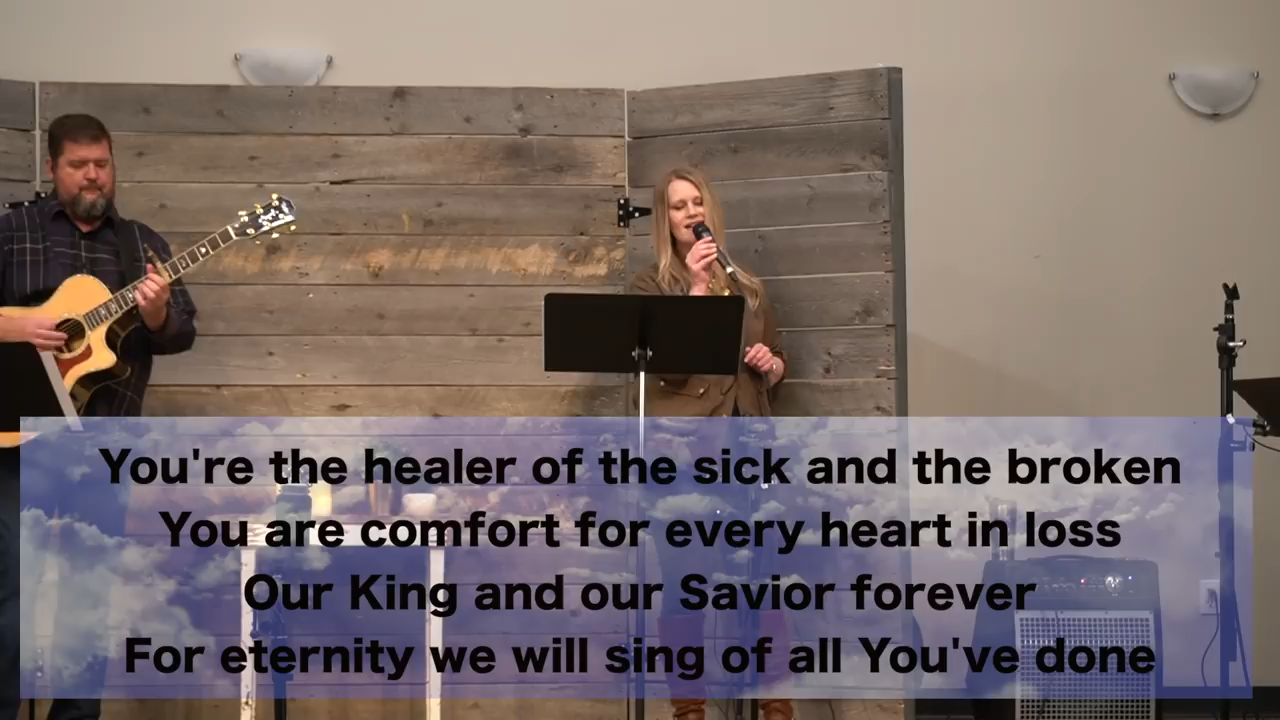 You're the healer of the sick and the broken
You are comfort for every heart in loss
Our King and our Savior forever
For eternity we will sing of all You've done